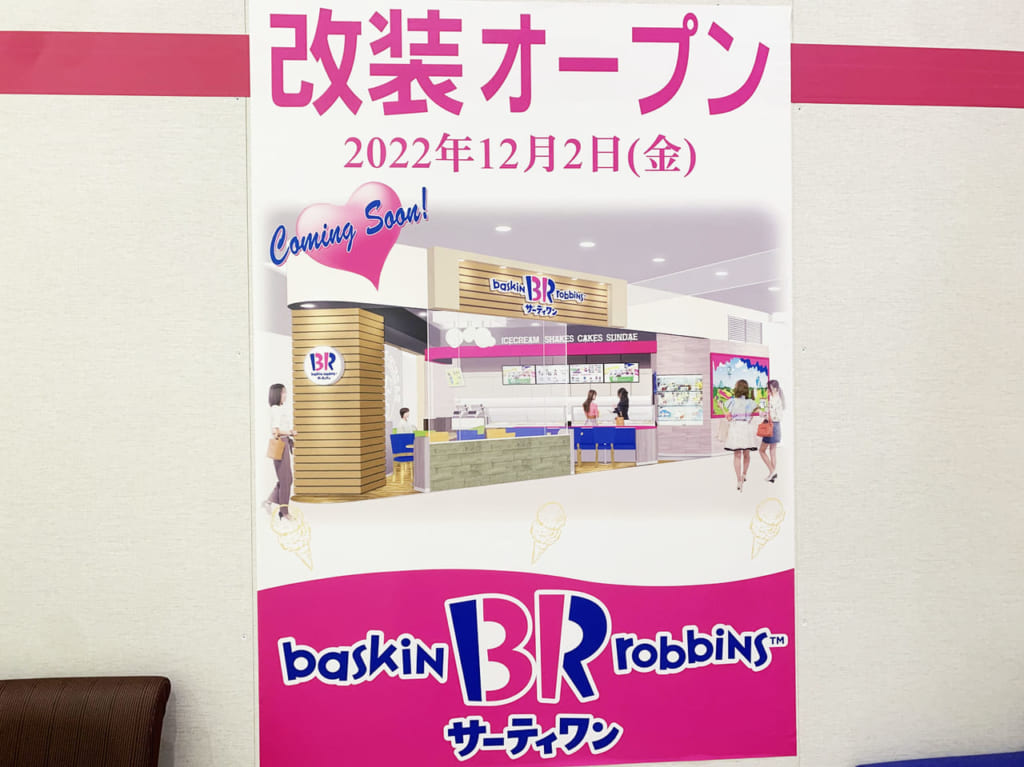 改装オープン
2022年12月2日(金)
Coming Soon!
baskin BR robbins
サーティワン
ICECREAM SHAKES CAKES SUNDAE
BR
baskin BR robbins™
サーティワン